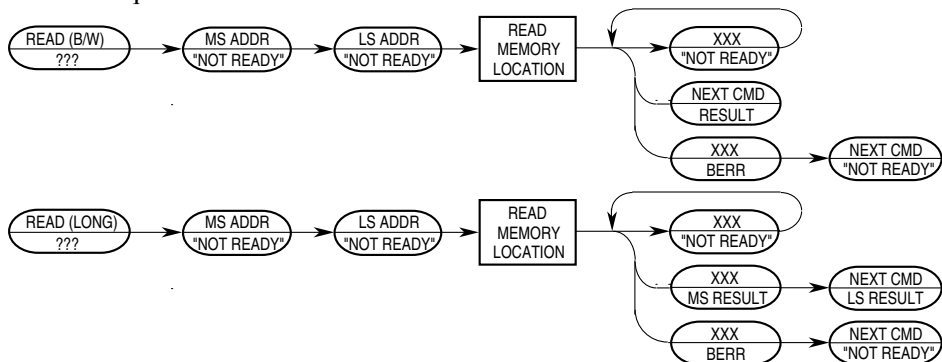 READ (B/W)
???
MS ADDR
"NOT READY"
LS ADDR
"NOT READY"
READ
MEMORY
LOCATION
XXX
"NOT READY"
NEXT CMD
RESULT
XXX
BERR
NEXT CMD
"NOT READY"
READ (LONG)
???
MS ADDR
"NOT READY"
LS ADDR
"NOT READY"
READ
MEMORY
LOCATION
XXX
"NOT READY"
XXX
MS RESULT
NEXT CMD
LS RESULT
XXX
BERR
NEXT CMD
"NOT READY"